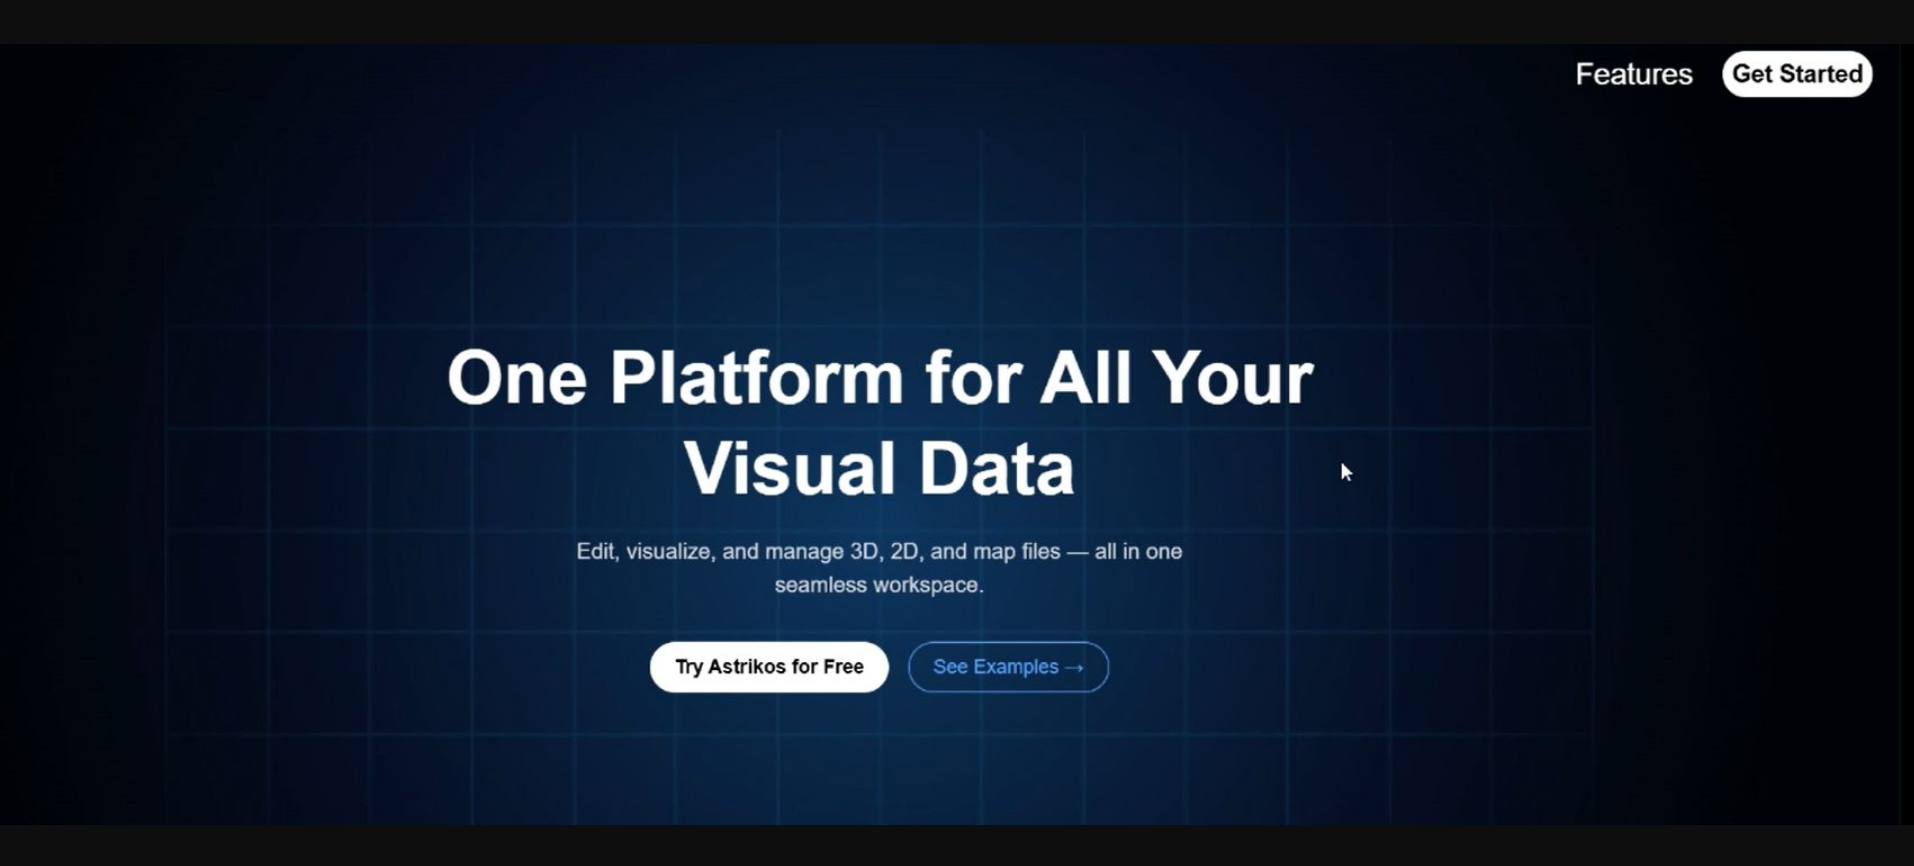 Features
Get Started
One Platform for All Your
Visual Data
Edit, visualize, and manage 3D, 2D, and map files — all in one
seamless workspace.
Try Astrikos for Free
See Examples →